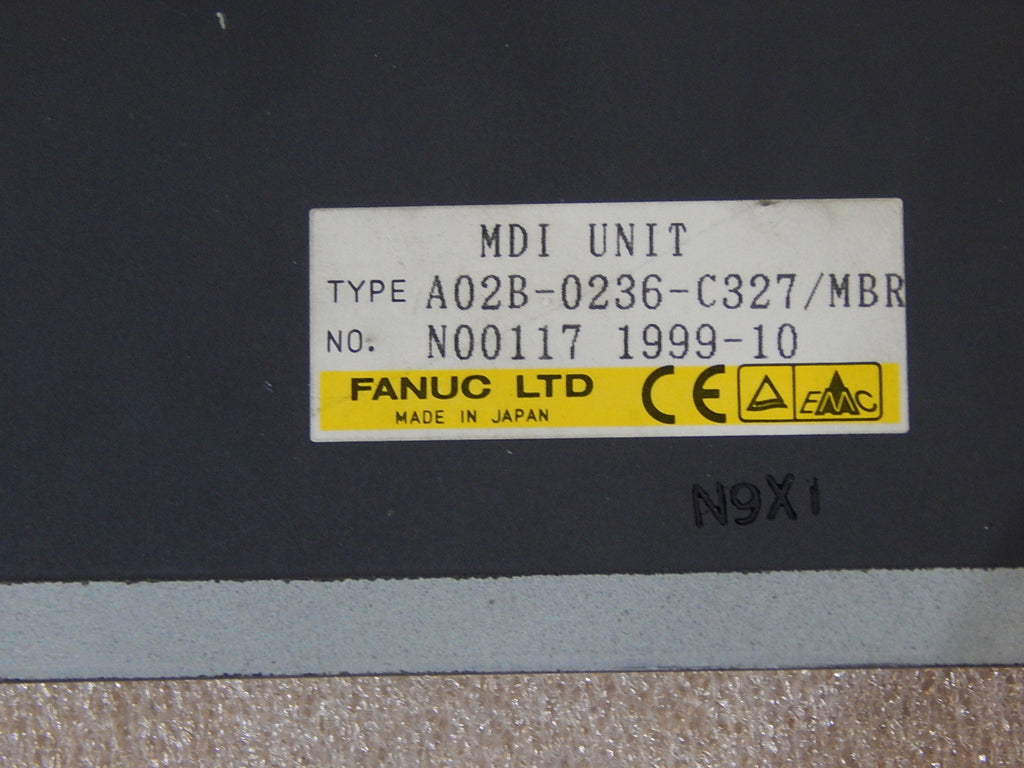 MDI UNIT
TYPE A02B-0236-C327/MBR
NO. N00117 1999-10
FANUC LTD CE EMC
MADE IN JAPAN
N9X1